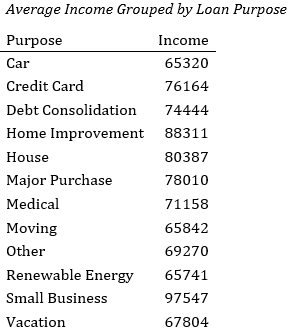 Average Income Grouped by Loan Purpose
Purpose Income
Car 65320
Credit Card 76164
Debt Consolidation 74444
Home Improvement 88311
House 80387
Major Purchase 78010
Medical 71158
Moving 65842
Other 69270
Renewable Energy 65741
Small Business 97547
Vacation 67804